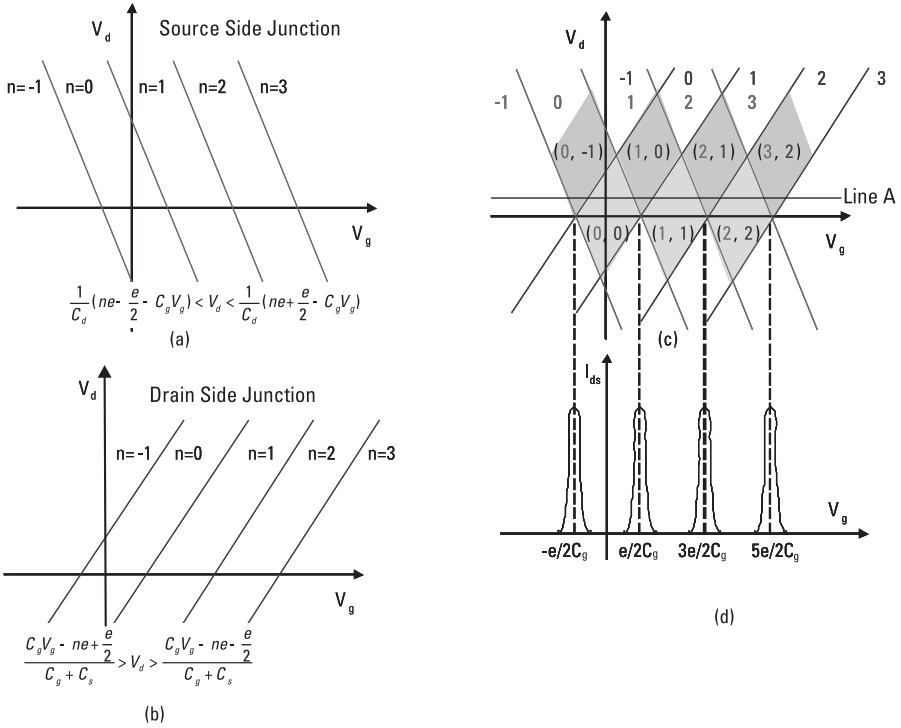 V_d
Source Side Junction
n= -1 n=0 n=1 n=2 n=3
V_g
1/C_d (ne- e/2 - C_gV_g) < V_d < 1/C_d (ne+ e/2 - C_gV_g)
(a)
V_d
Drain Side Junction
n= -1 n=0 n=1 n=2 n=3
V_g
(C_gV_g - ne + e/2)/(C_g + C_s) > V_d > (C_gV_g - ne - e/2)/(C_g + C_s)
(b)
V_d
-1 0 1 2 3
-1 0 1 2 3
(0, -1) (1, 0) (2, 1) (3, 2)
Line A
(0, 0) (1, 1) (2, 2)
V_g
(c)
I_ds
V_g
-e/2C_g e/2C_g 3e/2C_g 5e/2C_g
(d)